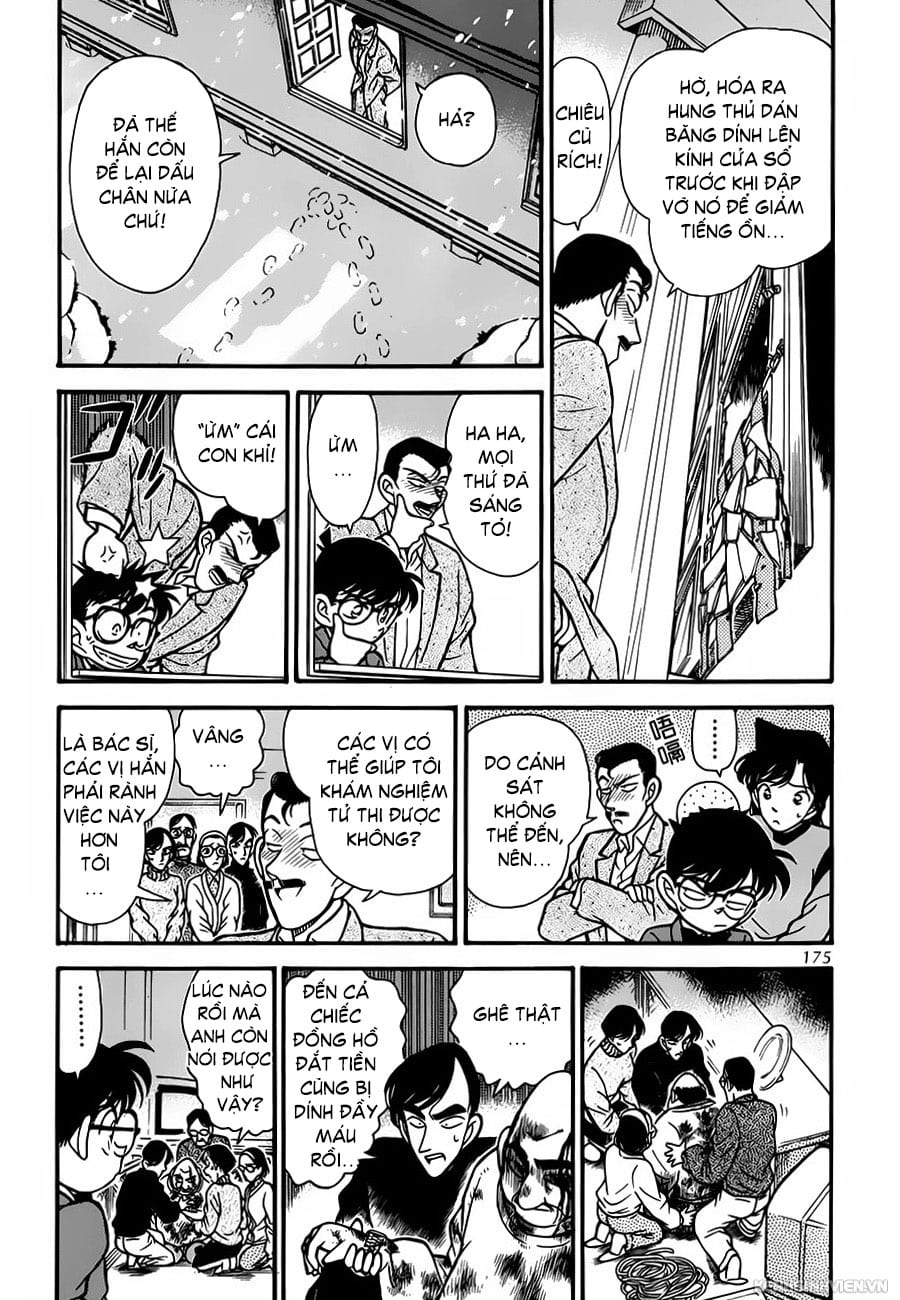 HỜ, HÓA RA
HUNG THỦ DÁN
BĂNG DÍNH LÊN
KÍNH CỬA SỔ
TRƯỚC KHI ĐẬP
VỠ NÓ ĐỂ GIẢM
TIẾNG ỒN...
CHIÊU
CŨ
RÍCH!
HẢ?
ĐÃ THẾ
HẮN CÒN
ĐỂ LẠI DẤU
CHÂN NỮA
CHỨ!
HA HA,
MỌI
THỨ ĐÃ
SÁNG
TỎ!
ỪM
...
"ỪM" CÁI
CON KHỈ!
ゴッ
........
唔嗝
DO CẢNH
SÁT
KHÔNG
THỂ ĐẾN,
NÊN...
CÁC VỊ CÓ
THỂ GIÚP TÔI
KHÁM NGHIỆM
TỬ THI ĐƯỢC
KHÔNG?
VÂNG
...
LÀ BÁC SĨ,
CÁC VỊ HẲN
PHẢI RÀNH
VIỆC NÀY
HƠN
TÔI
...
175
GHÊ THẬT
...
ĐẾN CẢ
CHIẾC
ĐỒNG HỒ
ĐẮT TIỀN
CŨNG BỊ
DÍNH ĐẦY
MÁU
RỒI...
LÚC NÀO
RỒI MÀ
ANH CÒN
NÓI ĐƯỢC
NHƯ
VẬY?
.........